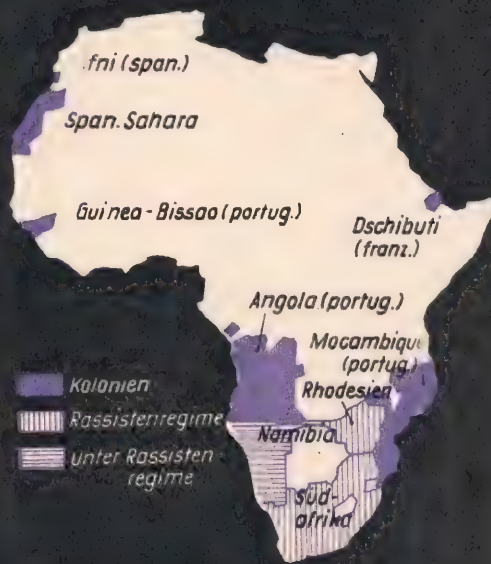 .fni (span.)
Span. Sahara
Guinea-Bissao (portug.)
Dschibuti
(franz.)
Angola (portug.)
Mocambique
(portug.)
Rhodesien
Namibia
Süd-
afrika
Kolonien
Rassistenregime
unter Rassisten
regime